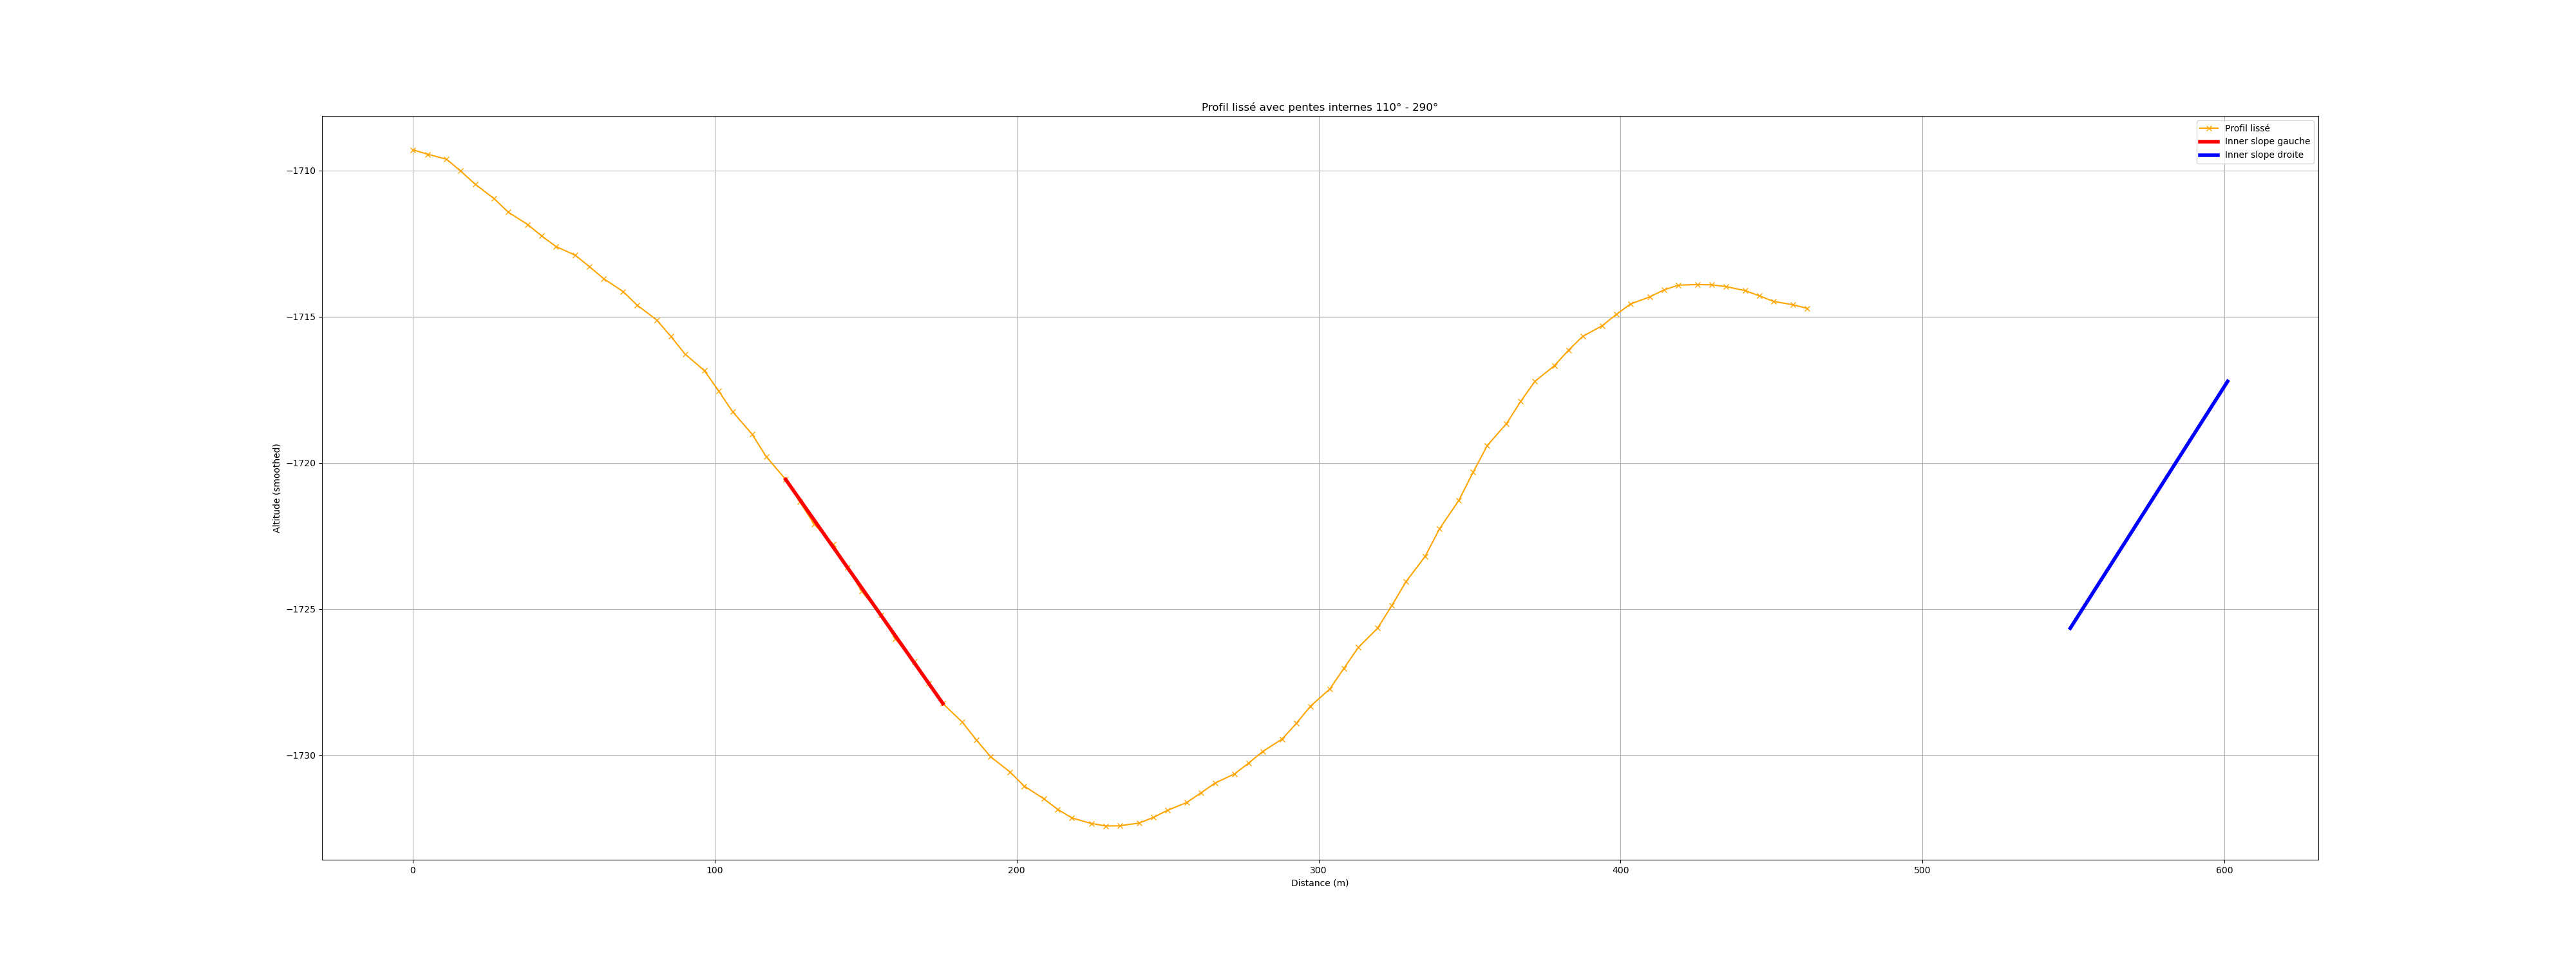 Profil lissé avec pentes internes 110° - 290°
Profil lissé
Inner slope gauche
Inner slope droite
−1710
−1715
−1720
−1725
−1730
Altitude (smoothed)
0 100 200 300 400 500 600
Distance (m)